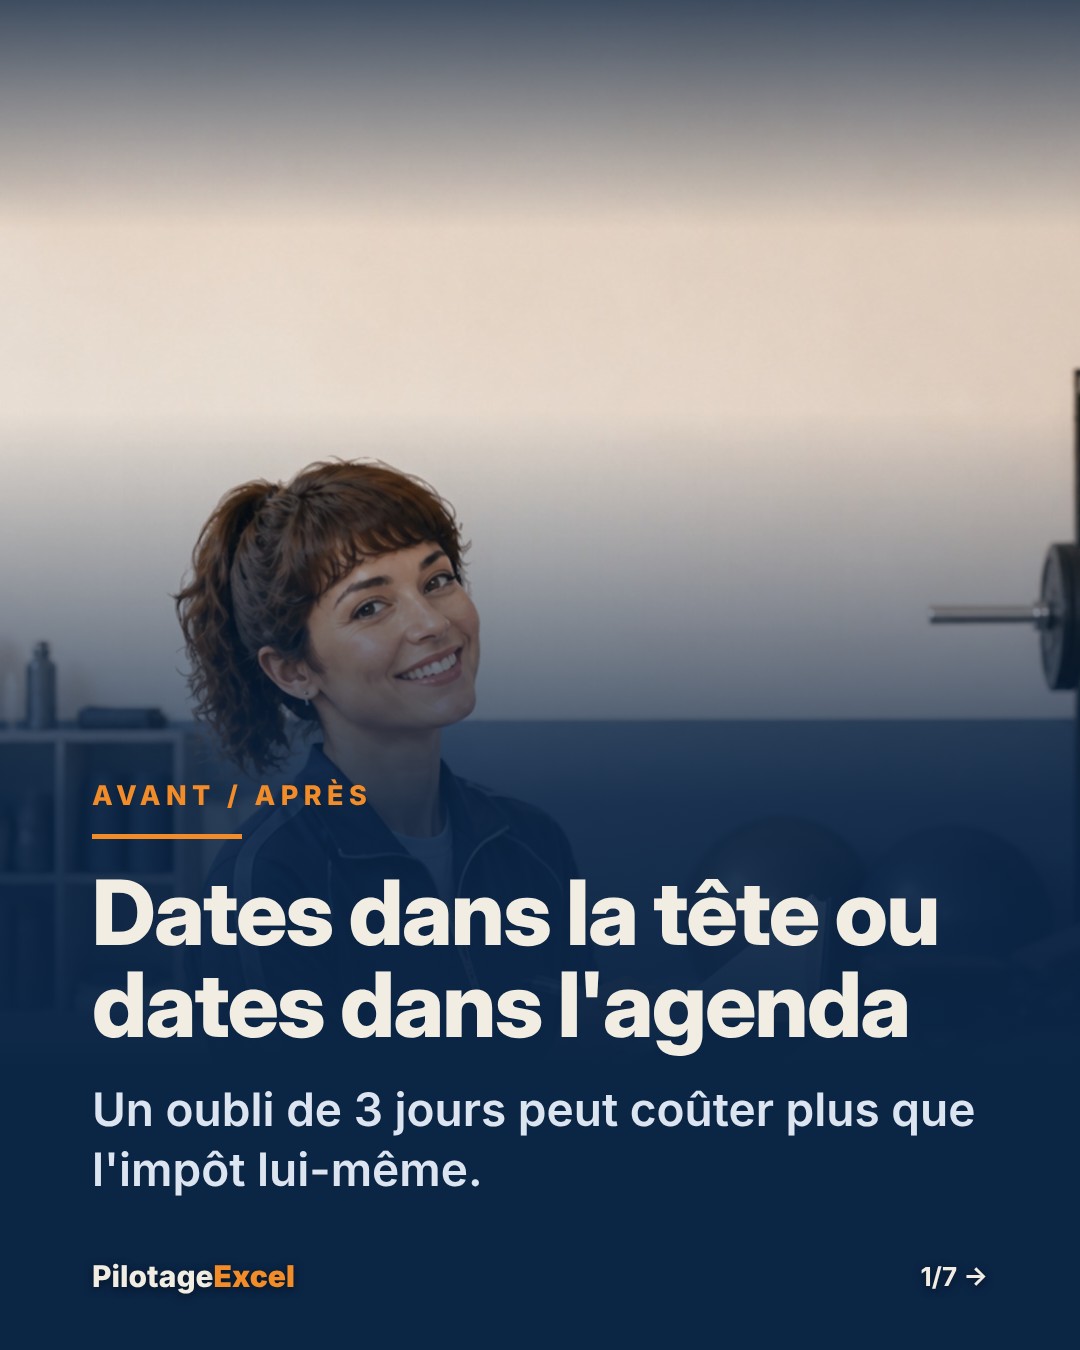 AVANT / APRÈS
Dates dans la tête ou
dates dans l'agenda
Un oubli de 3 jours peut coûter plus que
l'impôt lui-même.
PilotageExcel
1/7 →